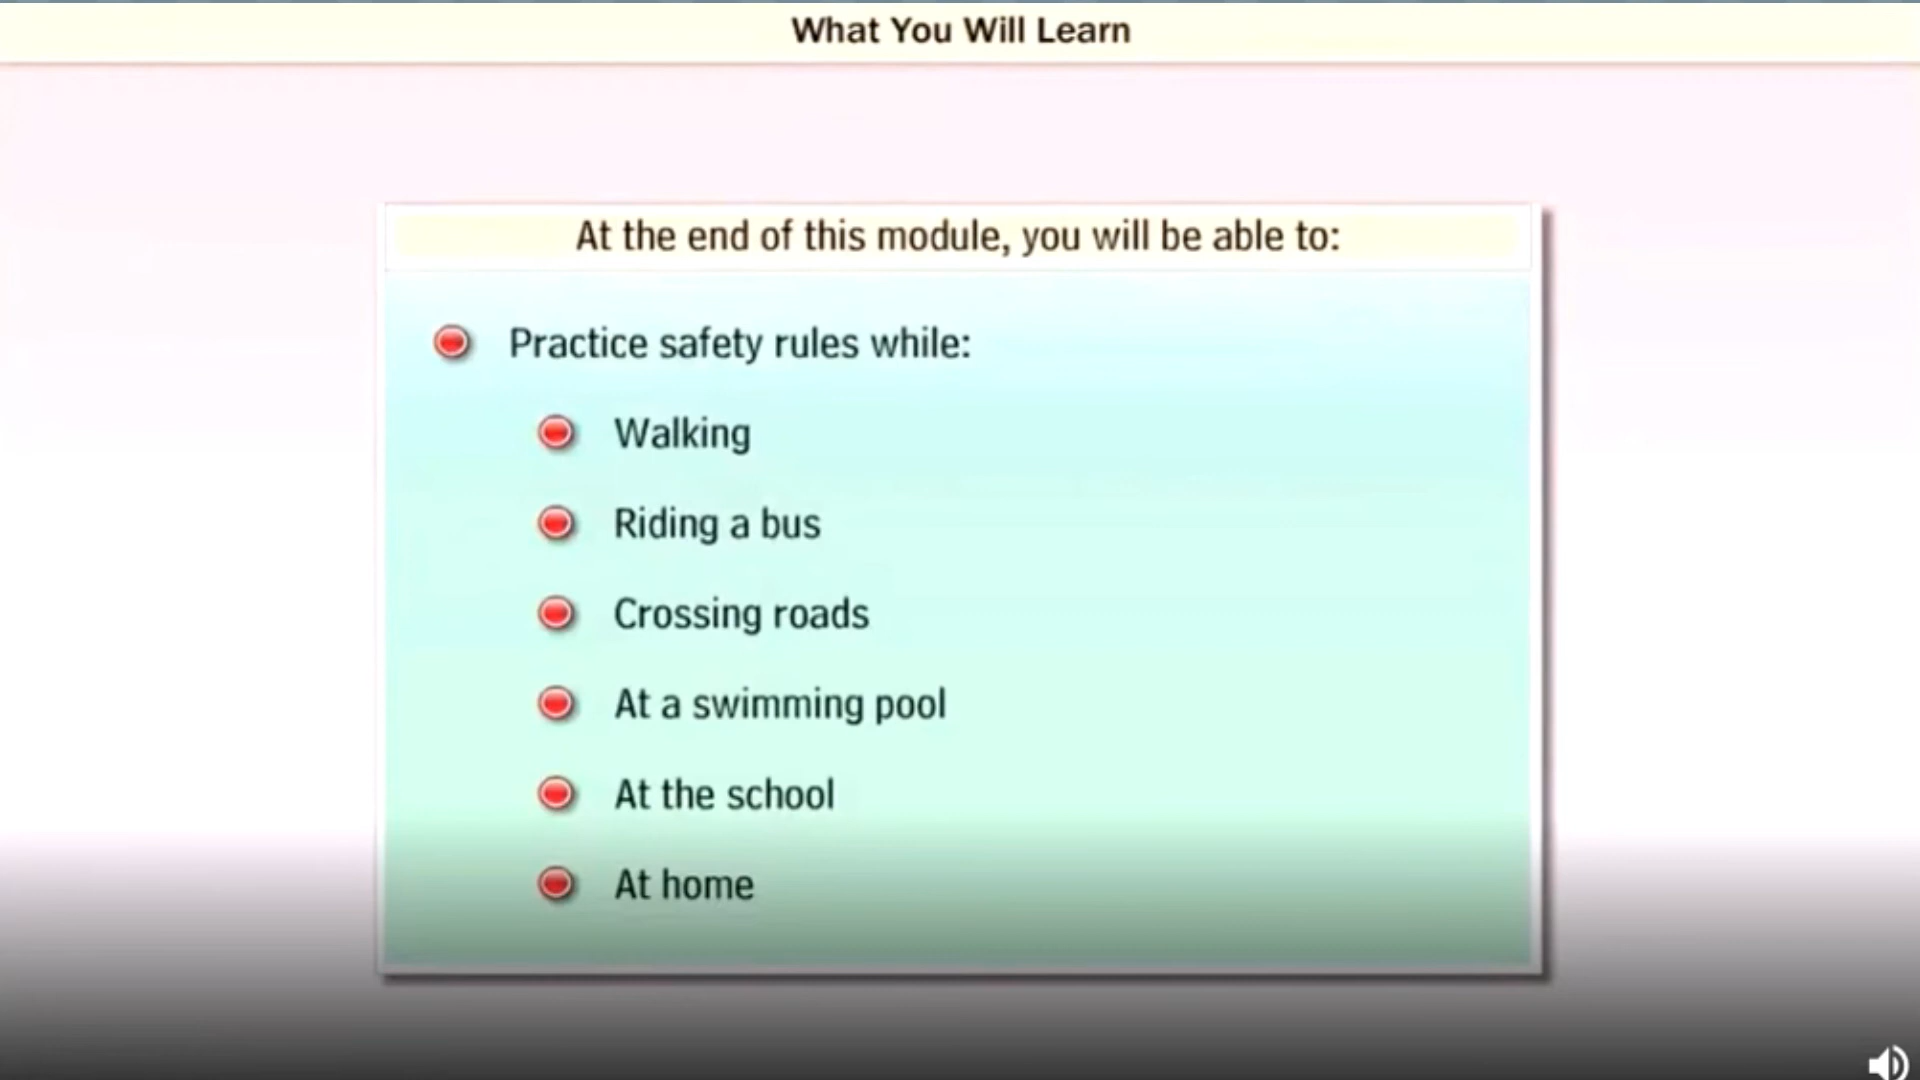 What You Will Learn
At the end of this module, you will be able to:
Practice safety rules while:
Walking
Riding a bus
Crossing roads
At a swimming pool
At the school
At home